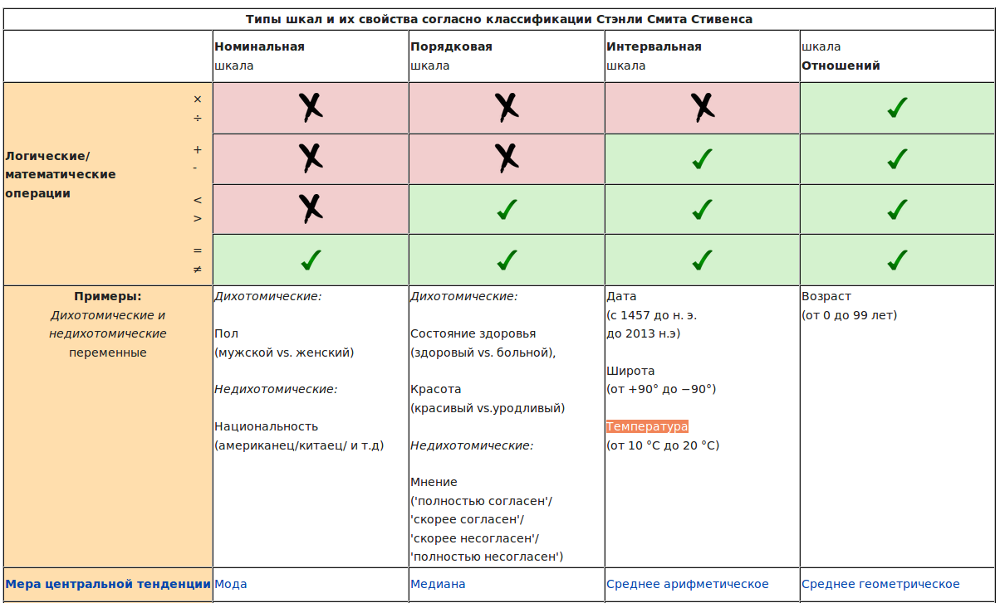 Типы шкал и их свойства согласно классификации Стэнли Смита Стивенса
Номинальная
шкала
Порядковая
шкала
Интервальная
шкала
шкала
Отношений
Логические/
математические
операции
×
÷
+
-
<
>
=
≠
Примеры:
Дихотомические и
недихотомические
переменные
Дихотомические:
Пол
(мужской vs. женский)
Недихотомические:
Национальность
(американец/китаец/ и т.д)
Дихотомические:
Состояние здоровья
(здоровый vs. больной),
Красота
(красивый vs.уродливый)
Недихотомические:
Мнение
('полностью согласен'/
'скорее согласен'/
'скорее несогласен'/
'полностью несогласен')
Дата
(с 1457 до н. э.
до 2013 н.э)
Широта
(от +90° до −90°)
Температура
(от 10 °C до 20 °C)
Возраст
(от 0 до 99 лет)
Мера центральной тенденции
Мода
Медиана
Среднее арифметическое
Среднее геометрическое